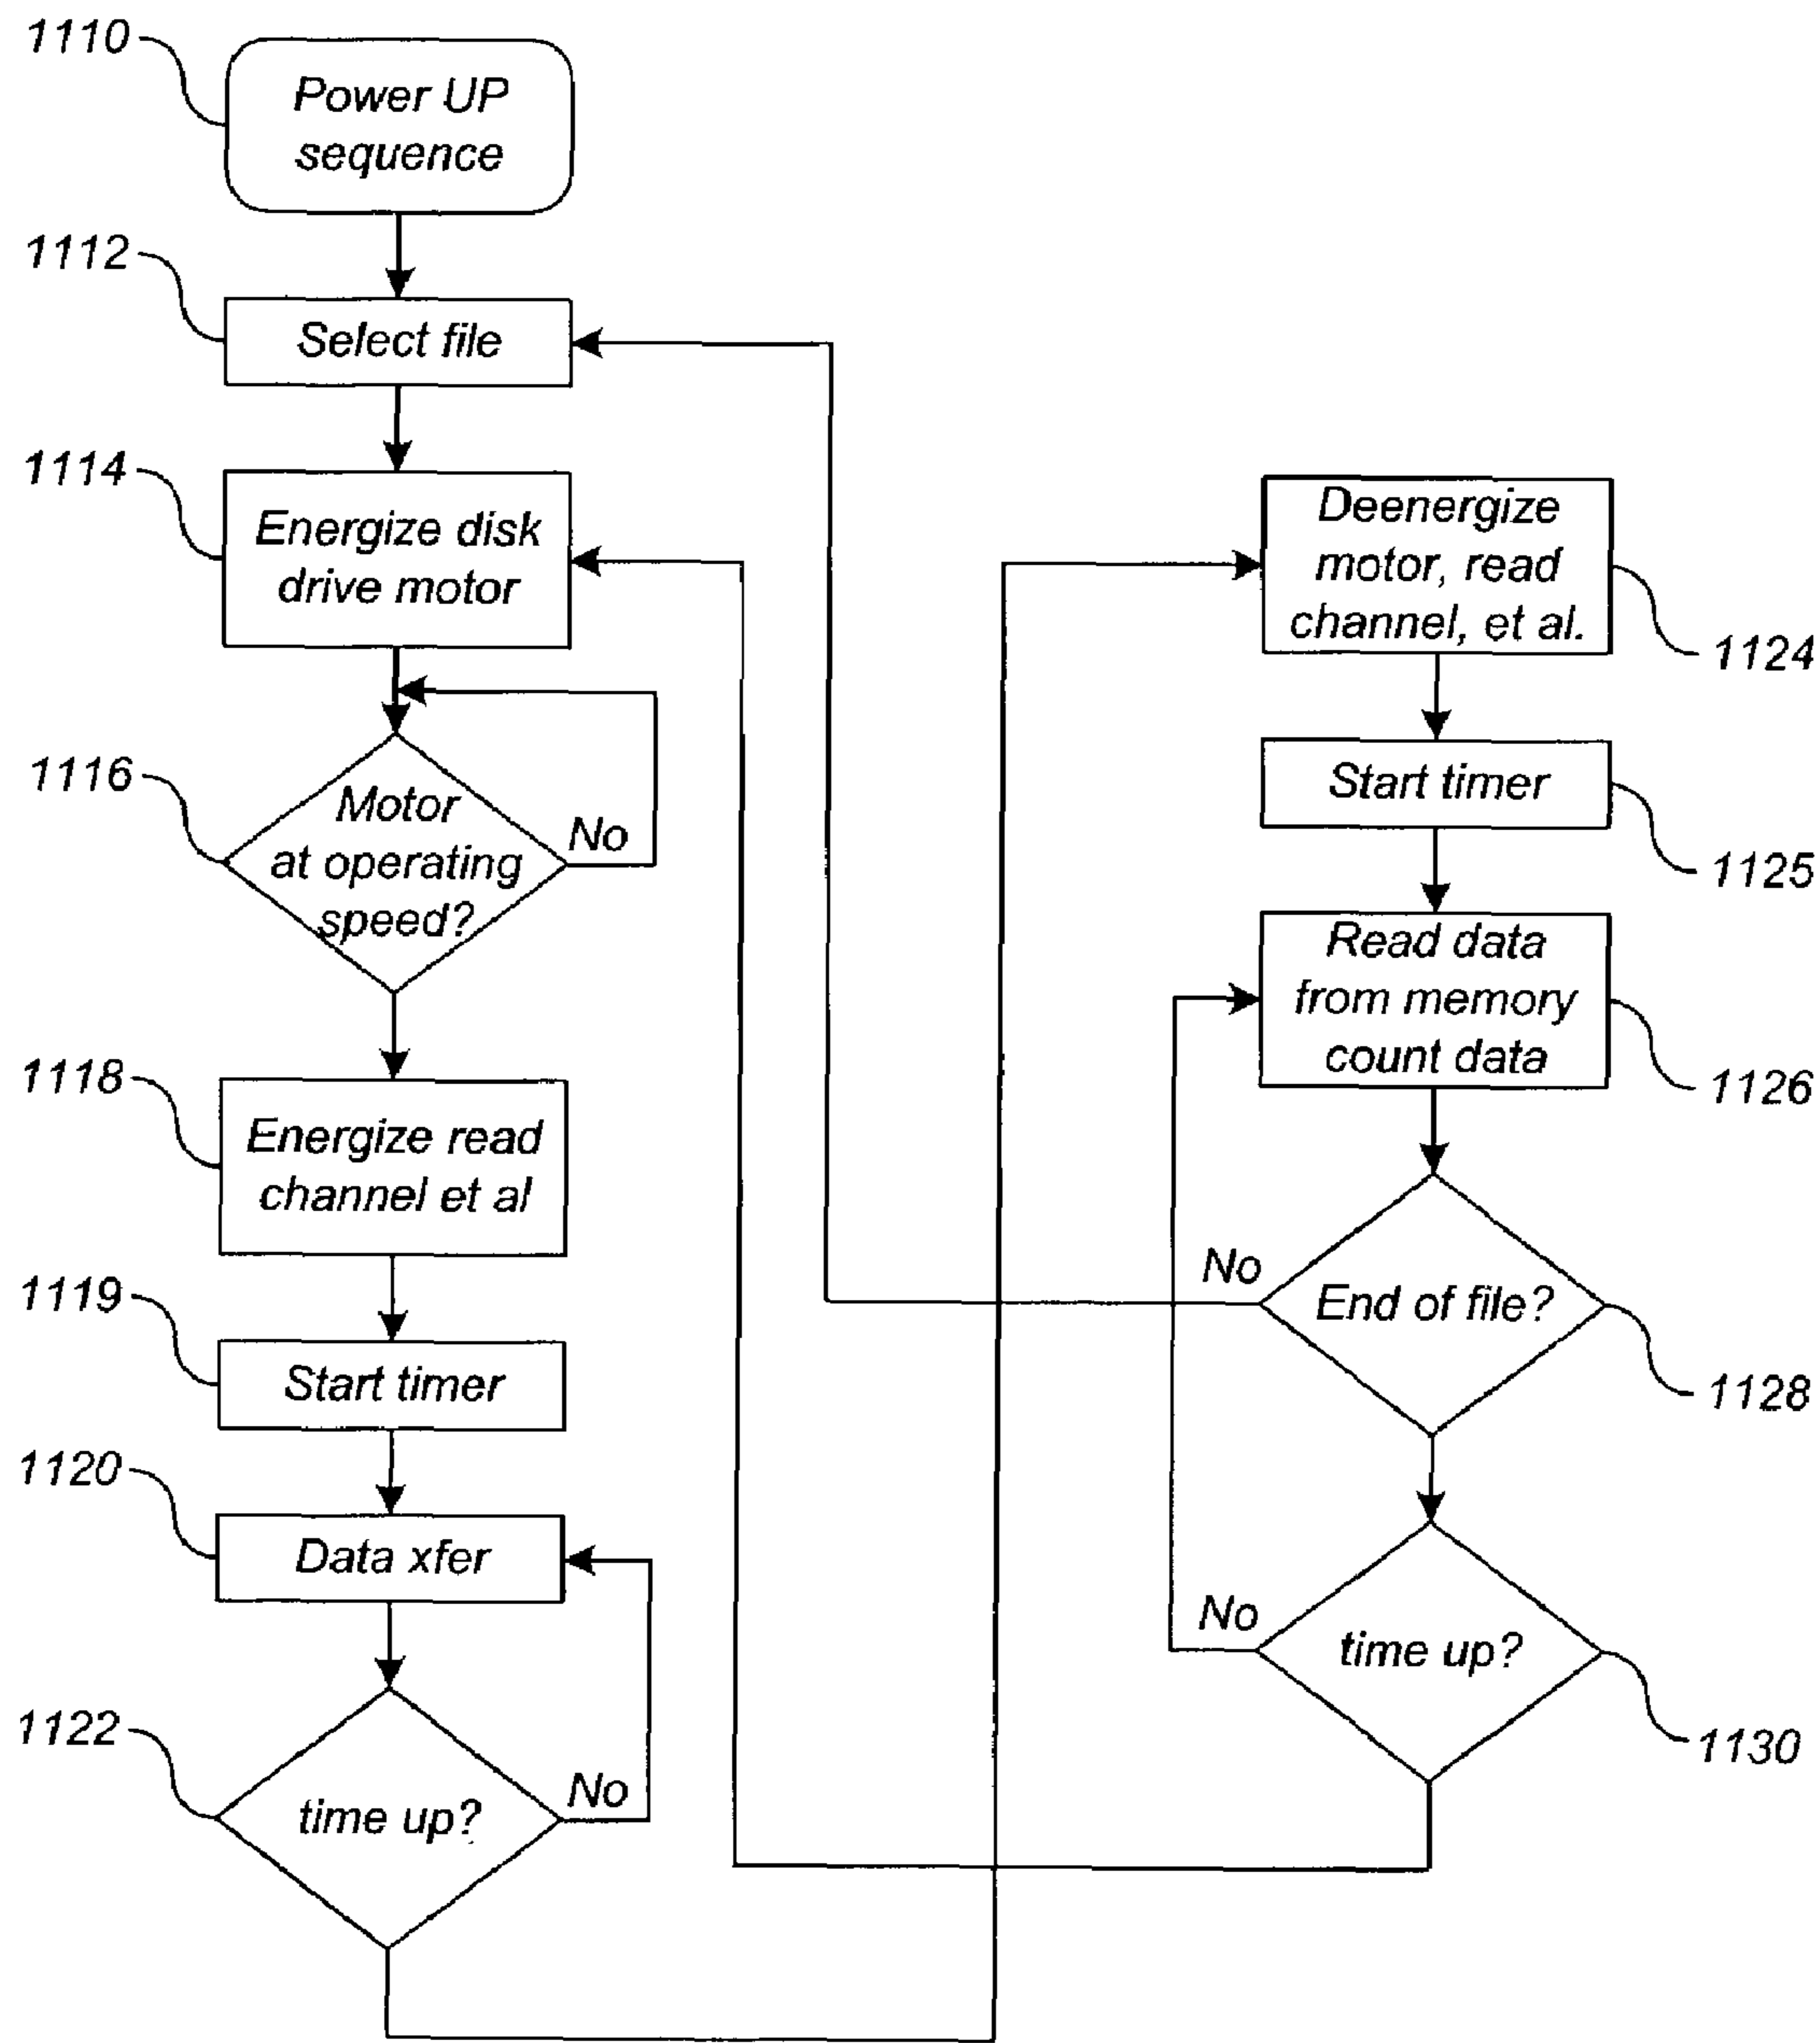 1110
Power UP
sequence
1112
Select file
1114
Energize disk
drive motor
1116
Motor
at operating
speed?
No
1118
Energize read
channel et al
1119
Start timer
1120
Data xfer
1122
time up?
No
Deenergize
motor, read
channel, et al.
1124
Start timer
1125
Read data
from memory
count data
1126
No
End of file?
1128
No
time up?
1130